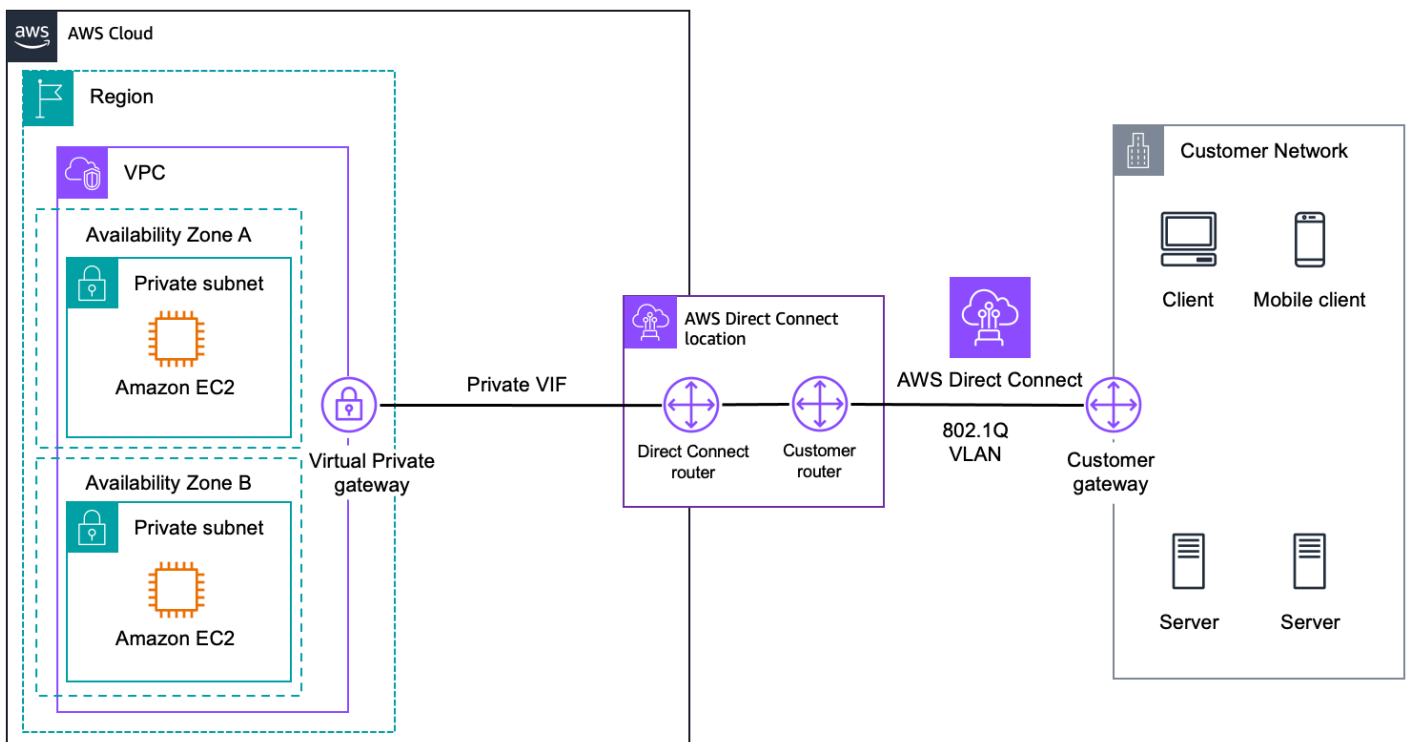 aws
AWS Cloud
Region
VPC
Availability Zone A
Private subnet
Amazon EC2
Availability Zone B
Private subnet
Amazon EC2
Virtual Private
gateway
Private VIF
AWS Direct Connect
location
Direct Connect
router
Customer
router
AWS Direct Connect
802.1Q
VLAN
Customer
gateway
Customer Network
Client
Mobile client
Server
Server